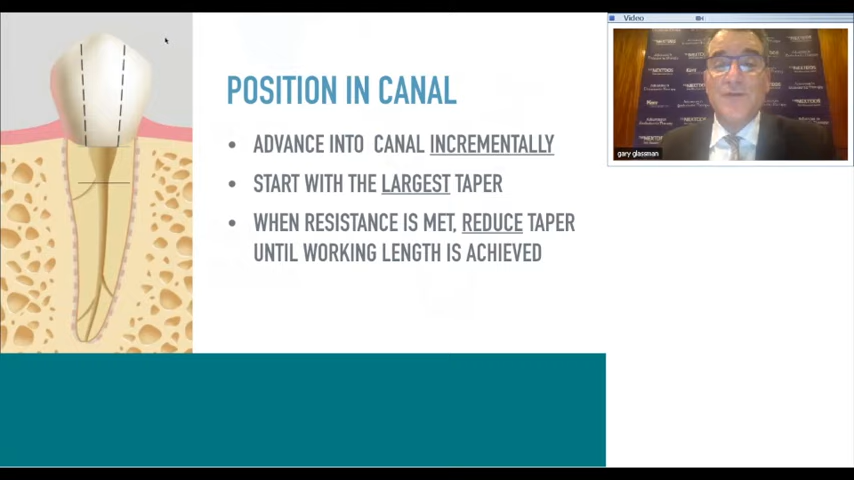 Video
gary glassman
POSITION IN CANAL
• ADVANCE INTO CANAL INCREMENTALLY
• START WITH THE LARGEST TAPER
• WHEN RESISTANCE IS MET, REDUCE TAPER
UNTIL WORKING LENGTH IS ACHIEVED